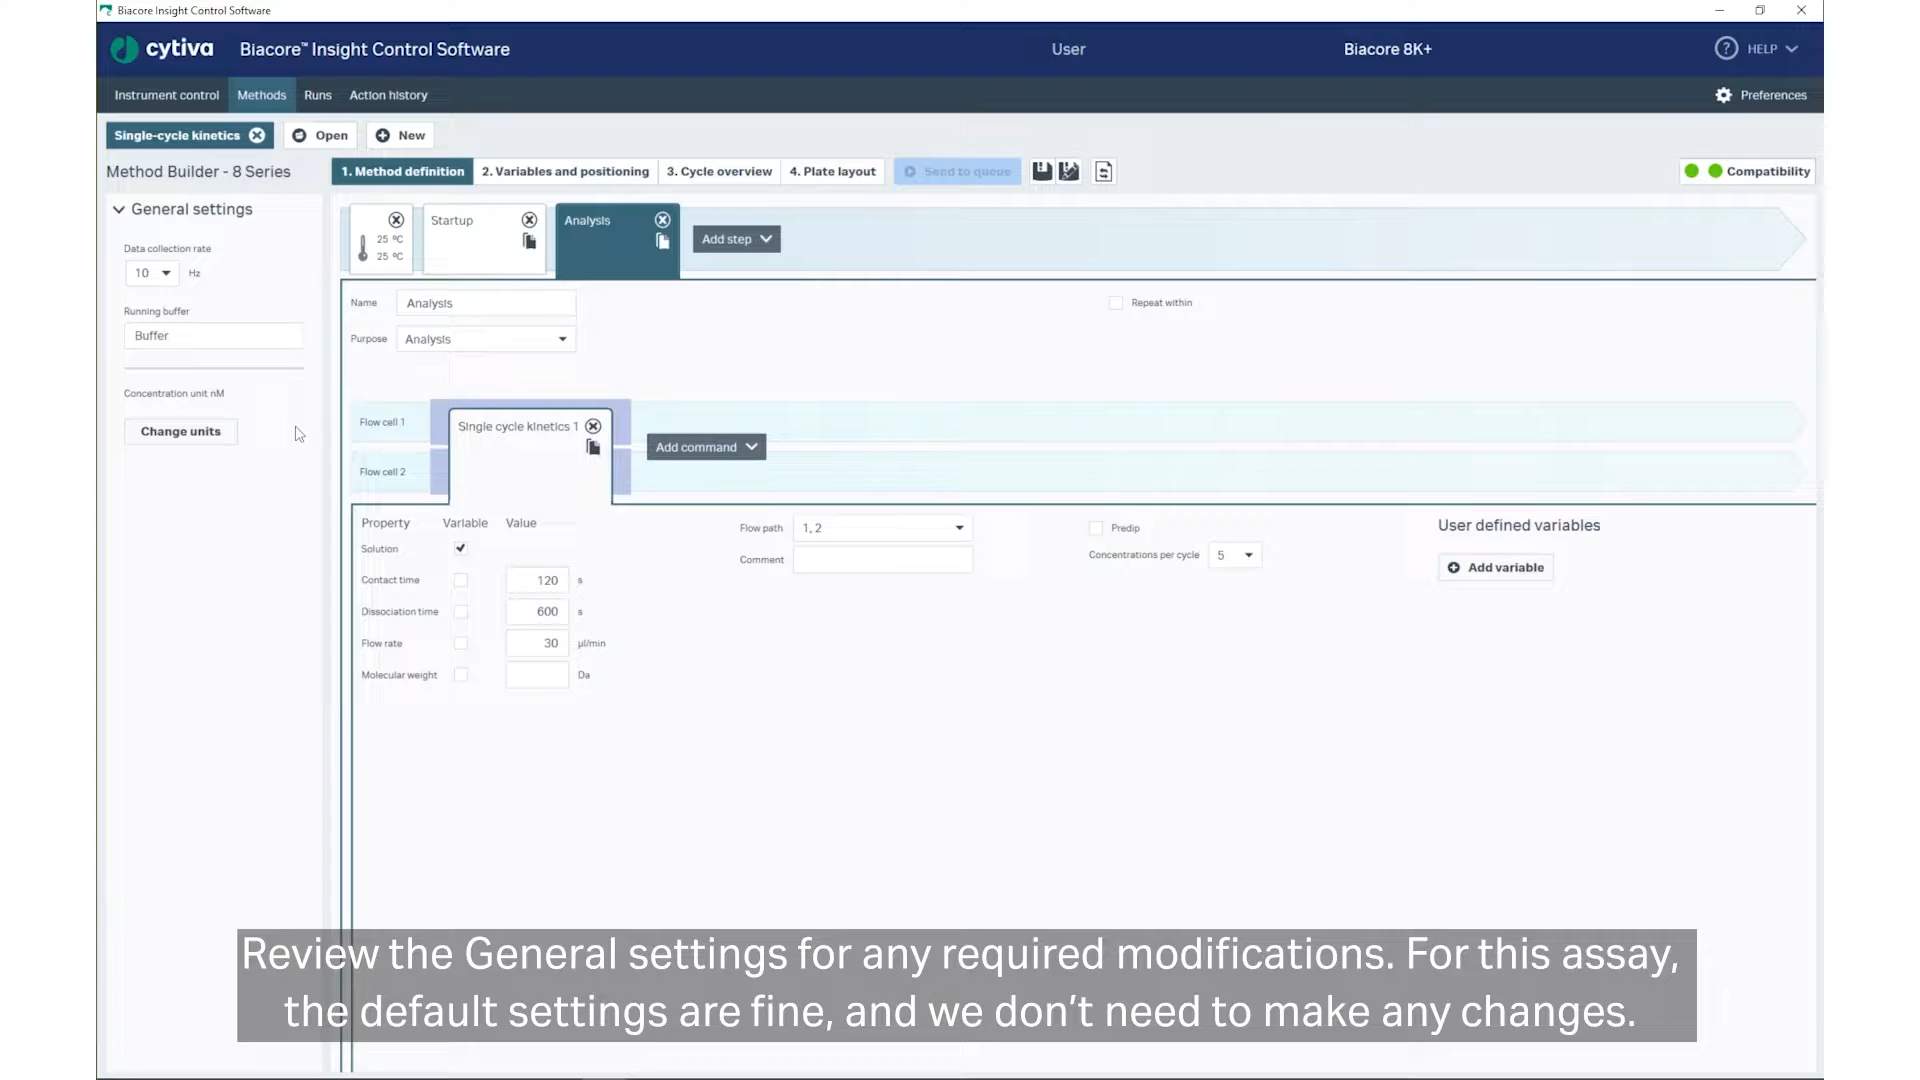 Biacore Insight Control Software
cytiva Biacore™ Insight Control Software User Biacore 8K+ ? HELP
Instrument control Methods Runs Action history Preferences
Single-cycle kinetics Open New
Method Builder - 8 Series 1. Method definition 2. Variables and positioning 3. Cycle overview 4. Plate layout Send to queue Compatibility
General settings
Data collection rate
10 Hz
Running buffer
Buffer
Concentration unit nM
Change units
25 ºC
25 ºC
Startup
Analysis
Add step
Name Analysis Repeat within
Purpose Analysis
Flow cell 1
Flow cell 2
Single cycle kinetics 1
Add command
Property Variable Value
Solution
Contact time 120 s
Dissociation time 600 s
Flow rate 30 µl/min
Molecular weight Da
Flow path 1, 2
Comment
Predip
Concentrations per cycle 5
User defined variables
Add variable
Review the General settings for any required modifications. For this assay,
the default settings are fine, and we don’t need to make any changes.